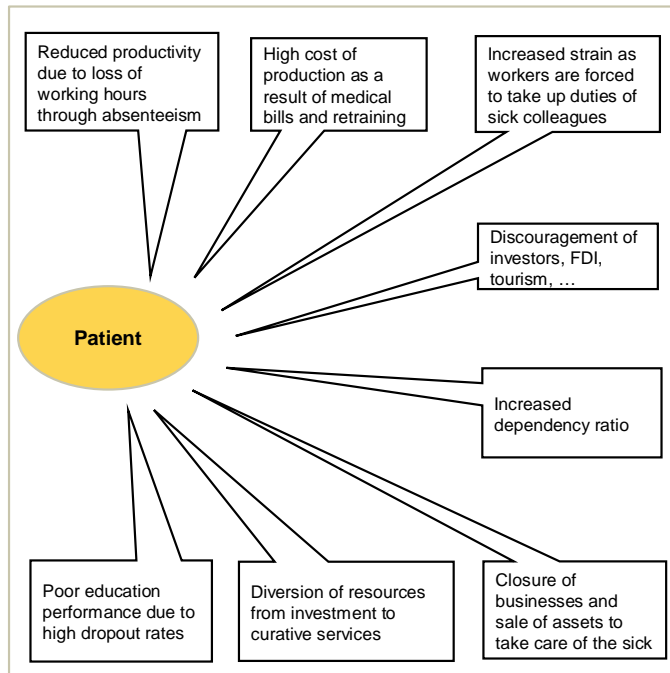 Reduced productivity
due to loss of
working hours
through absenteeism
High cost of
production as a
result of medical
bills and retraining
Increased strain as
workers are forced
to take up duties of
sick colleagues
Discouragement of
investors, FDI,
tourism, …
Patient
Increased
dependency ratio
Poor education
performance due to
high dropout rates
Diversion of resources
from investment to
curative services
Closure of
businesses and
sale of assets to
take care of the sick